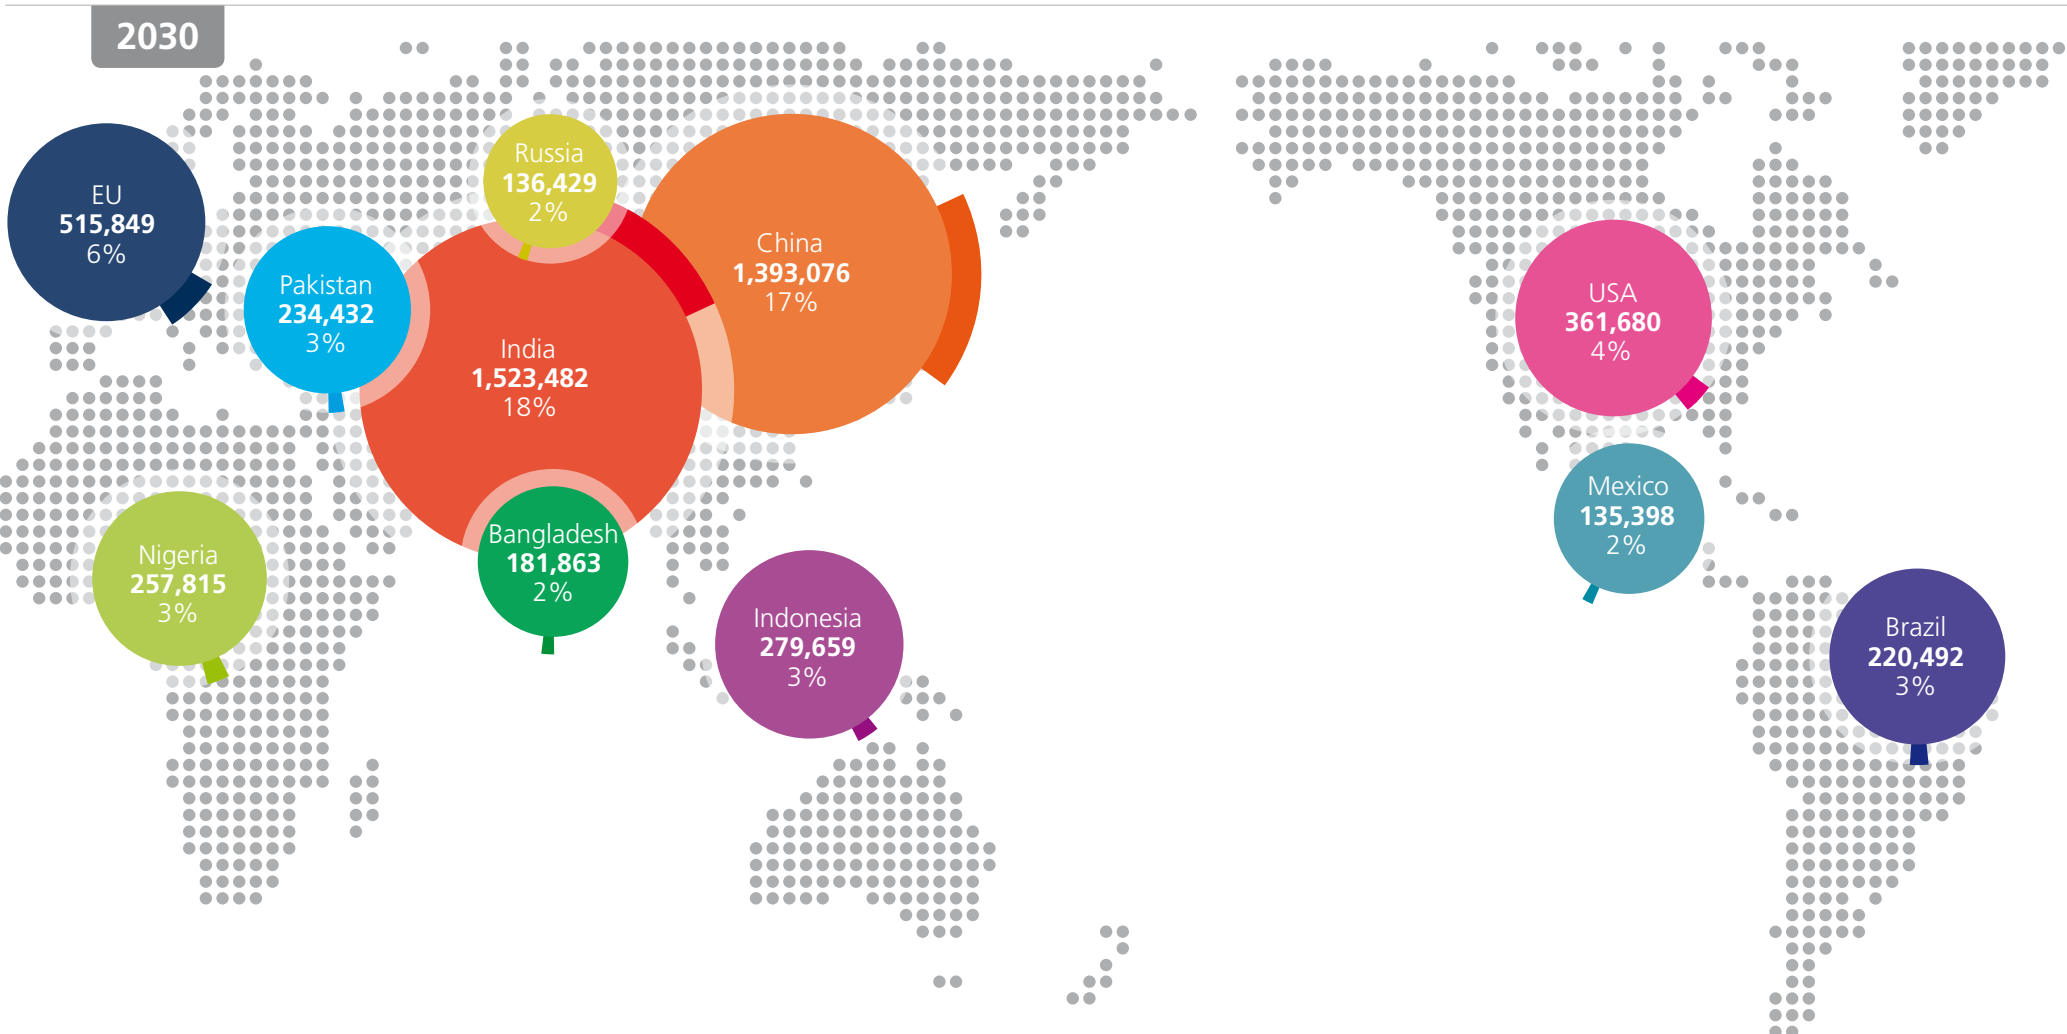 2030
EU
515,849
6%
Pakistan
234,432
3%
Russia
136,429
2%
India
1,523,482
18%
China
1,393,076
17%
Bangladesh
181,863
2%
Nigeria
257,815
3%
Indonesia
279,659
3%
USA
361,680
4%
Mexico
135,398
2%
Brazil
220,492
3%